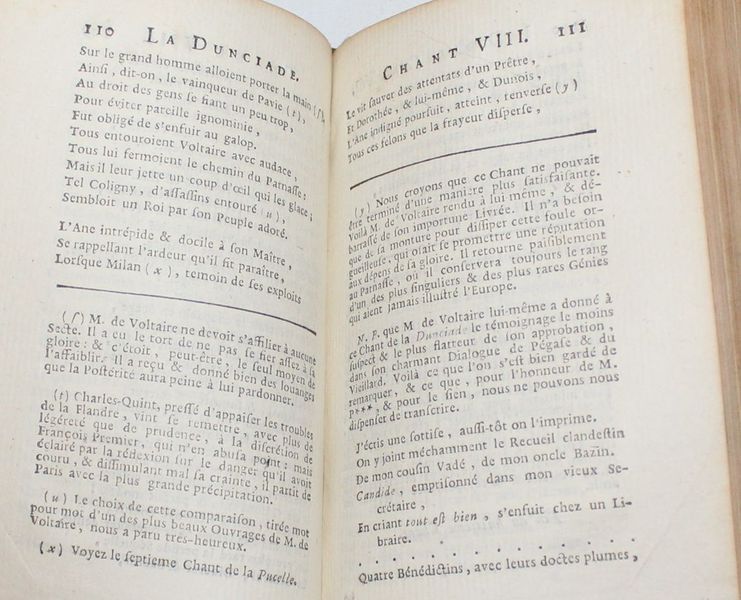 110 LA DUNCIADE.
Sur le grand homme alloient porter la main (ſ),
Ainſi, dit-on, le vainqueur de Pavie (t),
Au droit des gens ſe fiant un peu trop,
Pour éviter pareille ignominie,
Fut obligé de s'enfuir au galop.
Tous entouroient Voltaire avec audace,
Tous lui fermoient le chemin du Parnaſſe:
Mais il leur jette un coup d'œil qui les glace;
Tel Coligny, d'aſſaſſins entouré (u),
Sembloit un Roi par ſon Peuple adoré.
L'Ane intrépide & docile à ſon Maître,
Se rappellant l'ardeur qu'il fit paraître,
Lorſque Milan (x), témoin de ſes exploits
(ſ) M. de Voltaire ne devoit s'affilier à aucune
Secte. Il a eu le tort de ne pas ſe fier aſſez à ſa
gloire: & c'étoit, peut-être, le ſeul moyen de
l'affaiblir. Il a reçu & donné bien des louanges
que la Poſtérité aura peine à lui pardonner.
(t) Charles-Quint, preſſé d'appaiſer les troubles
de la Flandre, vint ſe remettre, avec plus de
légéreté que de prudence, à la diſcrétion de
François Premier, qui n'en abuſa point: mais
éclairé par la réflexion ſur le danger qu'il avoit
couru, & diſſimulant mal ſa crainte, il partit de
Paris avec la plus grande précipitation.
(u) Le choix de cette comparaiſon, tirée mot
pour mot d'un des plus beaux Ouvrages de M. de
Voltaire, nous a paru tres-heureux.
(x) Voyez le ſeptieme Chant de la Pucelle.
CHANT VIII. 111
Le vit ſauver des attentats d'un Prêtre,
Et Dorothée, & lui-même, & Dunois,
L'Ane indigné pourſuit, atteint, renverſe (y)
Tous ces felons que la frayeur diſperſe,
(y) Nous croyons que ce Chant ne pouvait
être terminé d'une maniére plus ſatisfaiſante.
Voilà M. de Voltaire rendu à lui même, & dé-
barraſſé de ſon importune Livrée. Il n'a beſoin
que de ſa monture pour diſſiper cette foule or-
gueilleuſe, qui oſait ſe promettre une réputation
aux dépens de ſa gloire. Il retourne paiſiblement
au Parnaſſe, où il conſervera toujours le rang
d'un des plus ſinguliers & des plus rares Génies
qui aient jamais illuſtré l'Europe.
N. B. que M de Voltaire lui-même a donné à
ce Chant de la Dunciade le témoignage le moins
ſuſpect & le plus flatteur de ſon approbation,
dans ſon charmant Dialogue de Pégaſe & du
Vieillard. Voilà ce que l'on s'eſt bien gardé de
remarquer, & ce que, pour l'honneur de M.
P***, & pour le ſien, nous ne pouvons nous
diſpenſer de tranſcrire.
J'écris une ſottiſe, auſſi-tôt on l'imprime.
On y joint méchamment le Recueil clandeſtin
De mon couſin Vadé, de mon oncle Bazin.
Candide, empriſonné dans mon vieux Se-
crétaire,
En criant tout eſt bien, s'enfuit chez un Li-
braire.
. . . . . . . . . . . . .
Quatre Bénédictins, avec leurs doctes plumes,